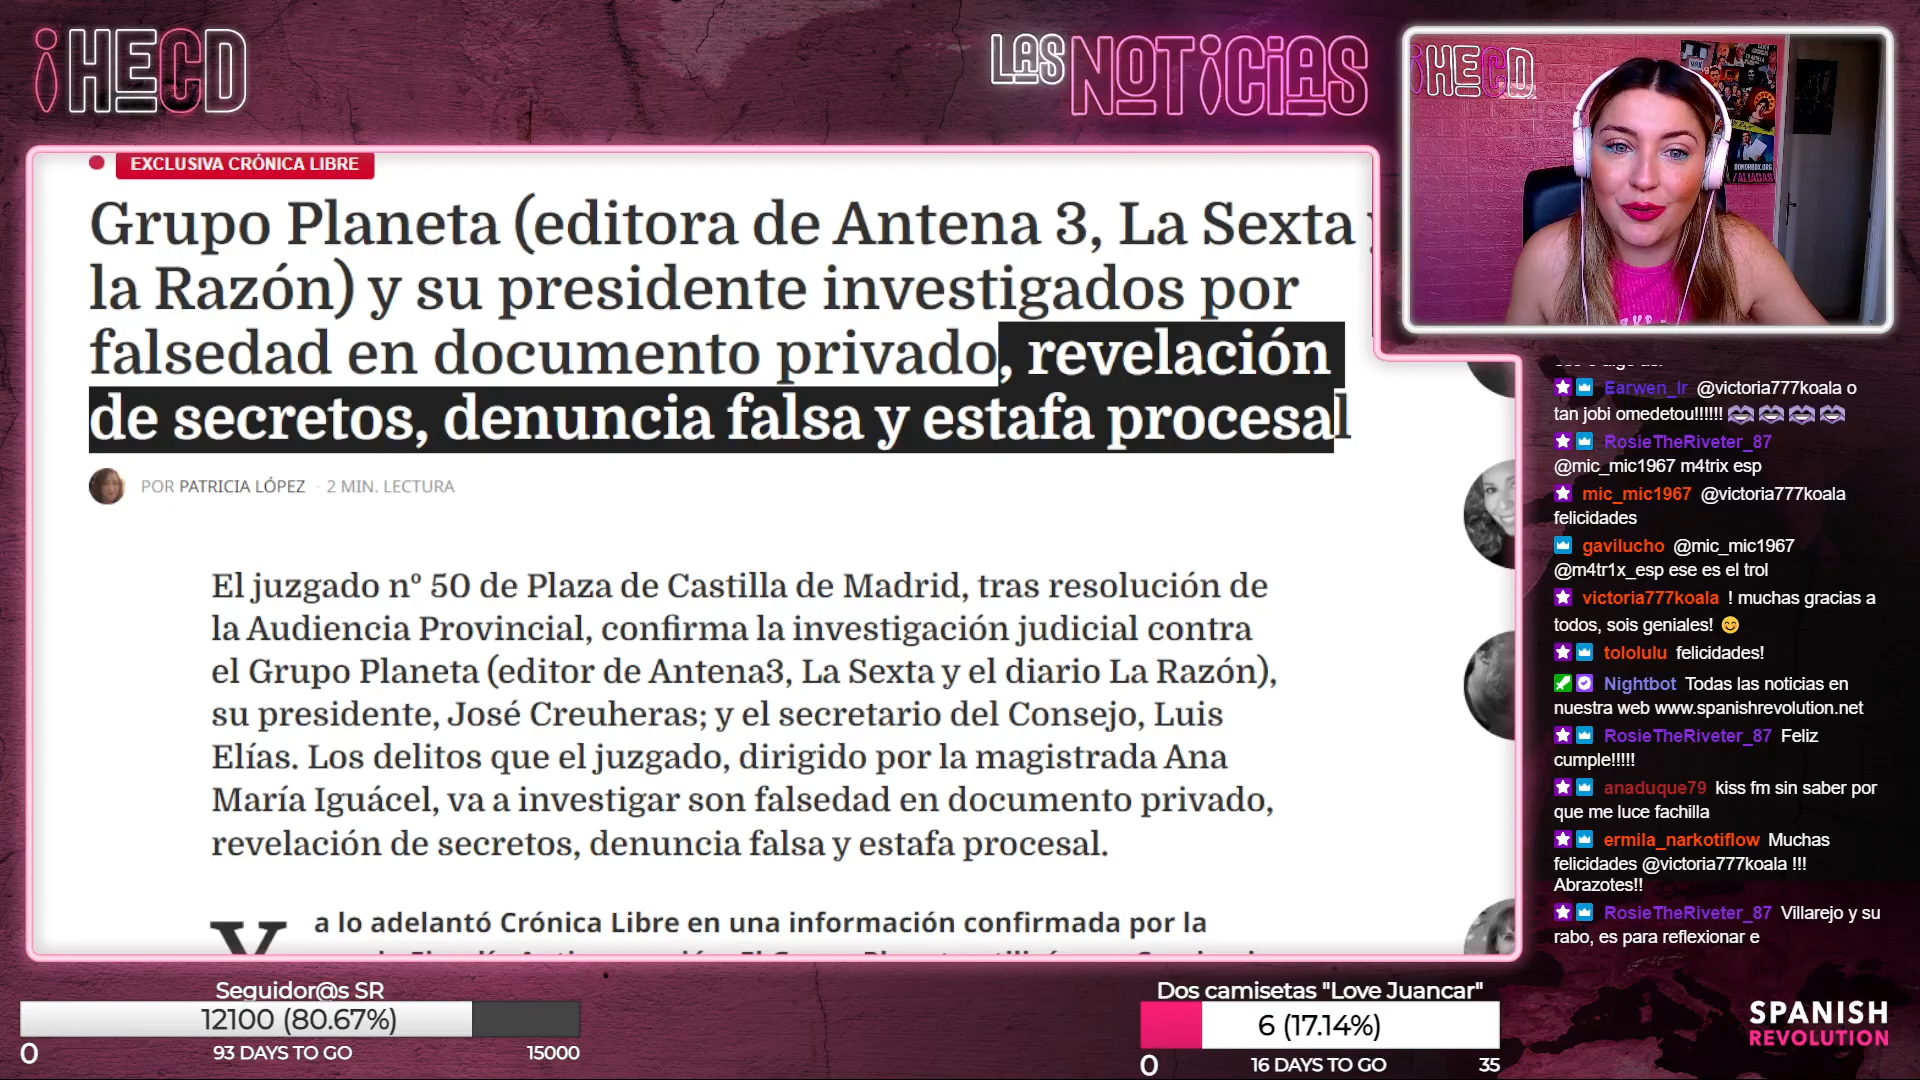 ¡HECD
LAS NOTICIAS
¡HECD
EXCLUSIVA CRÓNICA LIBRE
Grupo Planeta (editora de Antena 3, La Sexta y
la Razón) y su presidente investigados por
falsedad en documento privado, revelación
de secretos, denuncia falsa y estafa procesal
POR PATRICIA LÓPEZ · 2 MIN. LECTURA
El juzgado nº 50 de Plaza de Castilla de Madrid, tras resolución de
la Audiencia Provincial, confirma la investigación judicial contra
el Grupo Planeta (editor de Antena3, La Sexta y el diario La Razón),
su presidente, José Creuheras; y el secretario del Consejo, Luis
Elías. Los delitos que el juzgado, dirigido por la magistrada Ana
María Iguácel, va a investigar son falsedad en documento privado,
revelación de secretos, denuncia falsa y estafa procesal.
Ya lo adelantó Crónica Libre en una información confirmada por la
Earwen_Ir @victoria777koala o
tan jobi omedetou!!!!!!
RosieTheRiveter_87
@mic_mic1967 m4trix esp
mic_mic1967 @victoria777koala
felicidades
gavilucho @mic_mic1967
@m4tr1x_esp ese es el trol
victoria777koala ! muchas gracias a
todos, sois geniales! 😊
tololulu felicidades!
Nightbot Todas las noticias en
nuestra web www.spanishrevolution.net
RosieTheRiveter_87 Feliz
cumple!!!!!
anaduque79 kiss fm sin saber por
que me luce fachilla
ermila_narkotiflow Muchas
felicidades @victoria777koala !!!
Abrazotes!!
RosieTheRiveter_87 Villarejo y su
rabo, es para reflexionar e
Seguidor@s SR
12100 (80.67%)
0 93 DAYS TO GO 15000
Dos camisetas "Love Juancar"
6 (17.14%)
0 16 DAYS TO GO 35
SPANISH
REVOLUTION